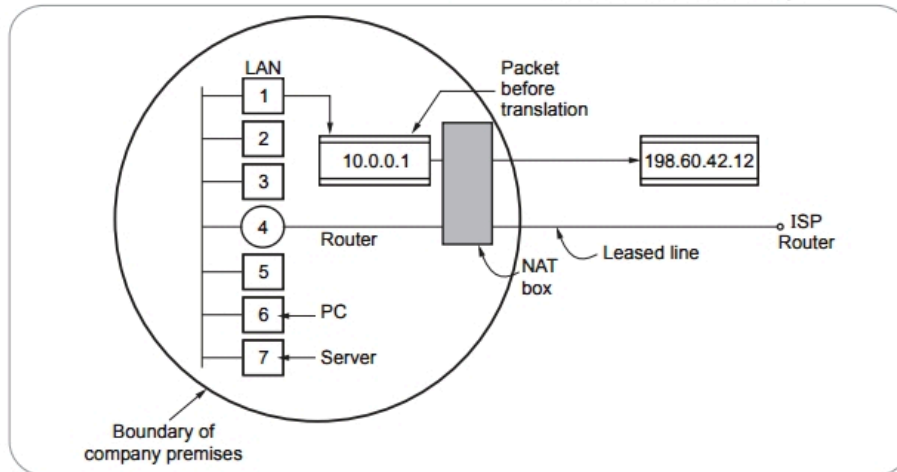 LAN
1
2
3
4
5
6
7
Packet
before
translation
10.0.0.1
198.60.42.12
Router
ISP
Router
Leased line
NAT
box
PC
Server
Boundary of
company premises